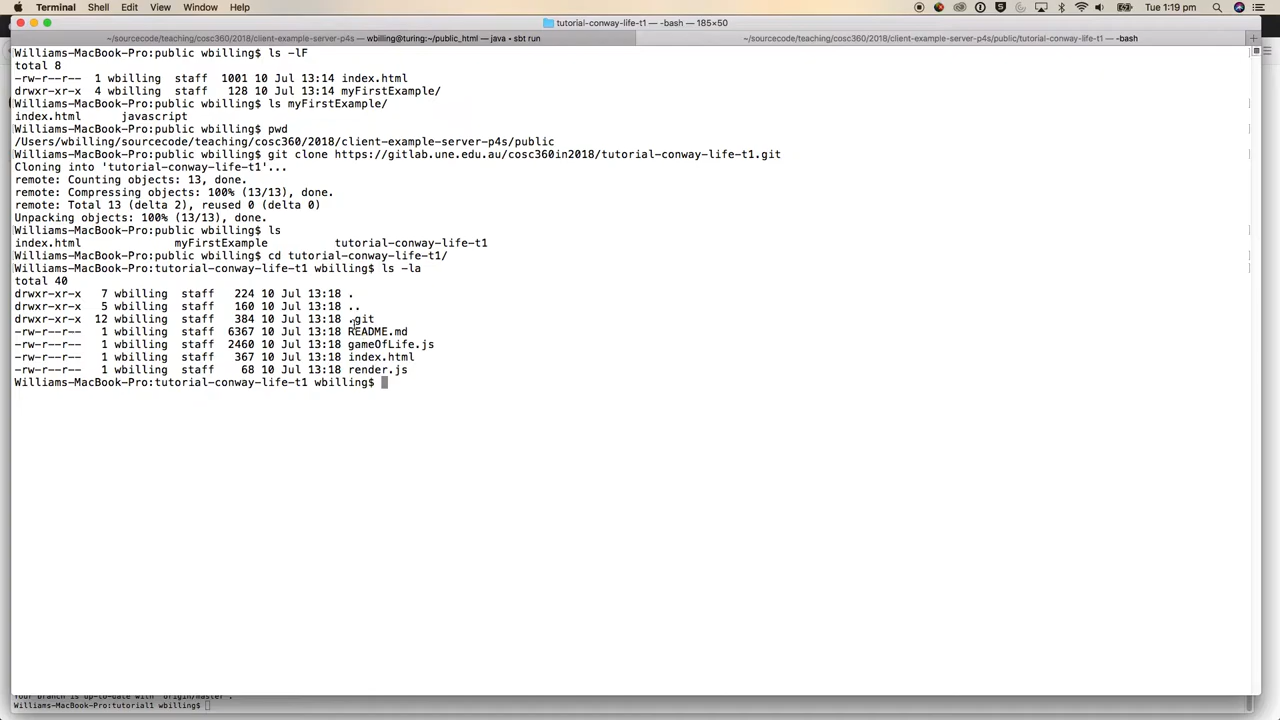 Terminal Shell Edit View Window Help Tue 1:19 pm
tutorial-conway-life-t1 — -bash — 185×50
~/sourcecode/teaching/cosc360/2018/client-example-server-p4s — wbilling@turing:~/public_html — java ◂ sbt run
~/sourcecode/teaching/cosc360/2018/client-example-server-p4s/public/tutorial-conway-life-t1 — -bash
Williams-MacBook-Pro:public wbilling$ ls -lF
total 8
-rw-r--r-- 1 wbilling staff 1001 10 Jul 13:14 index.html
drwxr-xr-x 4 wbilling staff 128 10 Jul 13:14 myFirstExample/
Williams-MacBook-Pro:public wbilling$ ls myFirstExample/
index.html javascript
Williams-MacBook-Pro:public wbilling$ pwd
/Users/wbilling/sourcecode/teaching/cosc360/2018/client-example-server-p4s/public
Williams-MacBook-Pro:public wbilling$ git clone https://gitlab.une.edu.au/cosc360in2018/tutorial-conway-life-t1.git
Cloning into 'tutorial-conway-life-t1'...
remote: Counting objects: 13, done.
remote: Compressing objects: 100% (13/13), done.
remote: Total 13 (delta 2), reused 0 (delta 0)
Unpacking objects: 100% (13/13), done.
Williams-MacBook-Pro:public wbilling$ ls
index.html myFirstExample tutorial-conway-life-t1
Williams-MacBook-Pro:public wbilling$ cd tutorial-conway-life-t1/
Williams-MacBook-Pro:tutorial-conway-life-t1 wbilling$ ls -la
total 40
drwxr-xr-x 7 wbilling staff 224 10 Jul 13:18 .
drwxr-xr-x 5 wbilling staff 160 10 Jul 13:18 ..
drwxr-xr-x 12 wbilling staff 384 10 Jul 13:18 .git
-rw-r--r-- 1 wbilling staff 6367 10 Jul 13:18 README.md
-rw-r--r-- 1 wbilling staff 2460 10 Jul 13:18 gameOfLife.js
-rw-r--r-- 1 wbilling staff 367 10 Jul 13:18 index.html
-rw-r--r-- 1 wbilling staff 68 10 Jul 13:18 render.js
Williams-MacBook-Pro:tutorial-conway-life-t1 wbilling$
Your branch is up-to-date with 'origin/master'.
Williams-MacBook-Pro:tutorial1 wbilling$